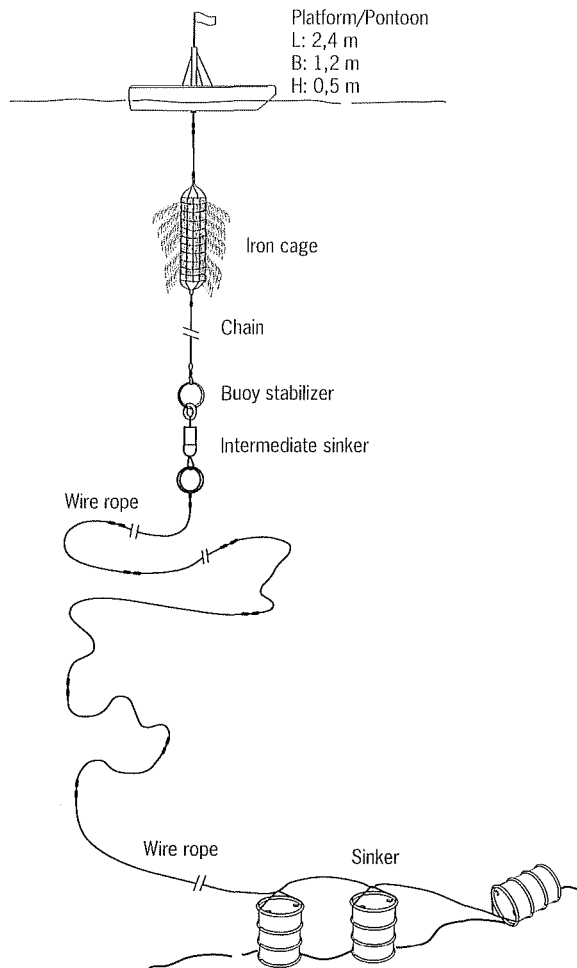 Platform/Pontoon
L: 2,4 m
B: 1,2 m
H: 0,5 m
Iron cage
Chain
Buoy stabilizer
Intermediate sinker
Wire rope
Wire rope
Sinker